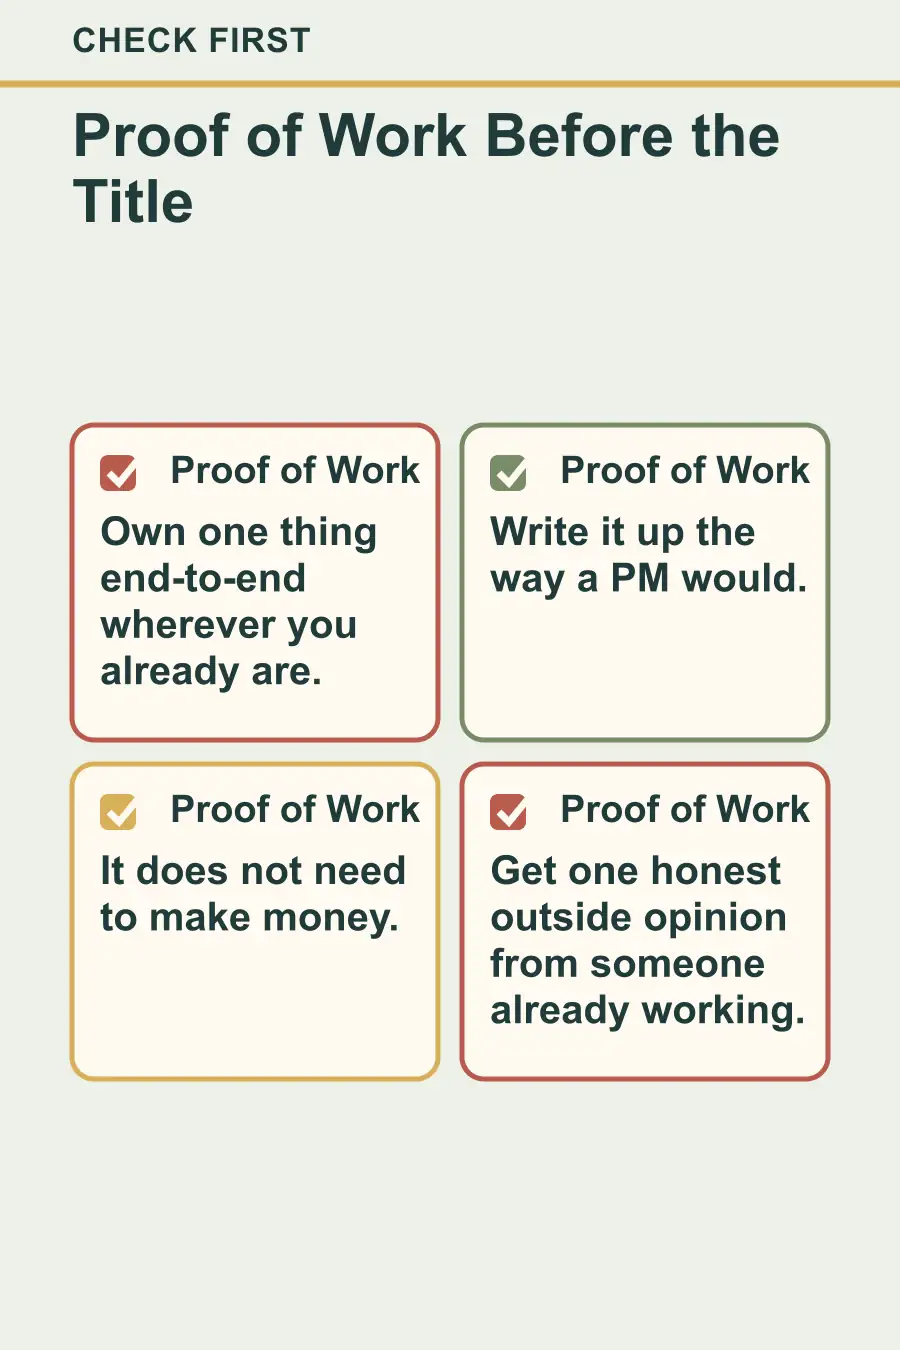 CHECK FIRST
Proof of Work Before the
Title
Proof of Work
Own one thing
end-to-end
wherever you
already are.
Proof of Work
Write it up the
way a PM would.
Proof of Work
It does not need
to make money.
Proof of Work
Get one honest
outside opinion
from someone
already working.